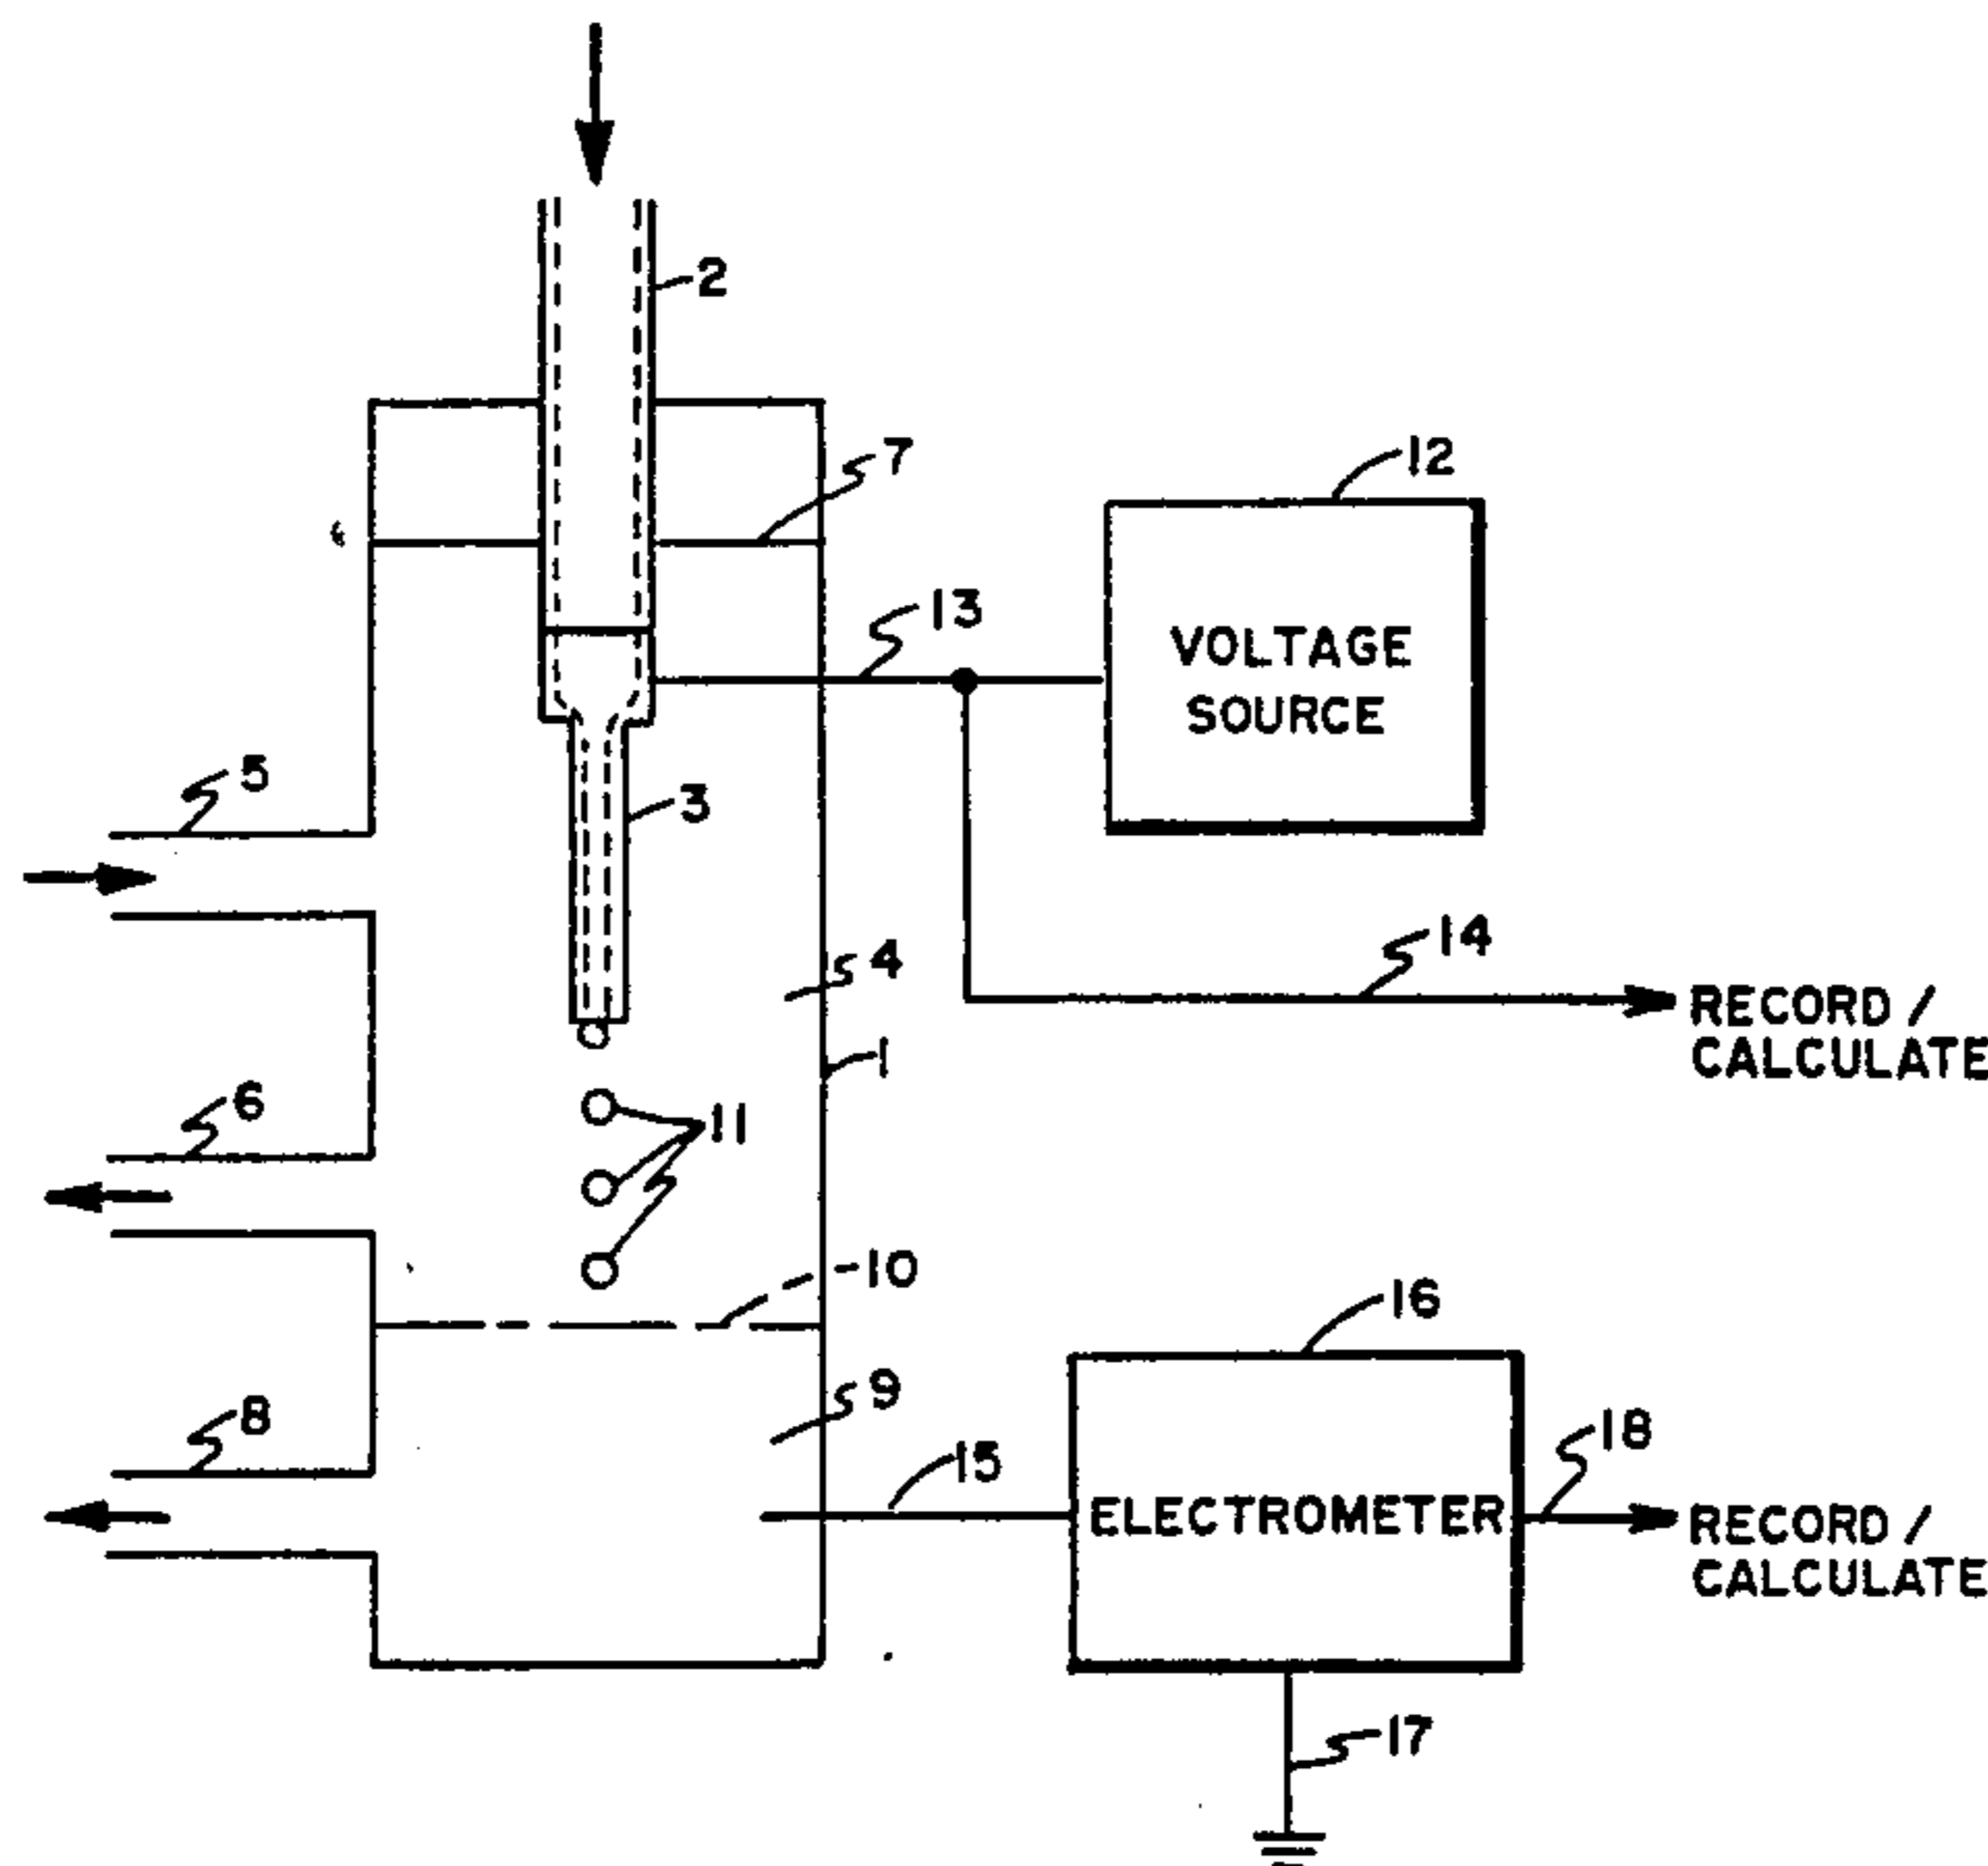 2
7
12
13
VOLTAGE
SOURCE
5
3
14
4
RECORD /
CALCULATE
1
6
11
10
16
9
8
18
15
ELECTROMETER
RECORD /
CALCULATE
17